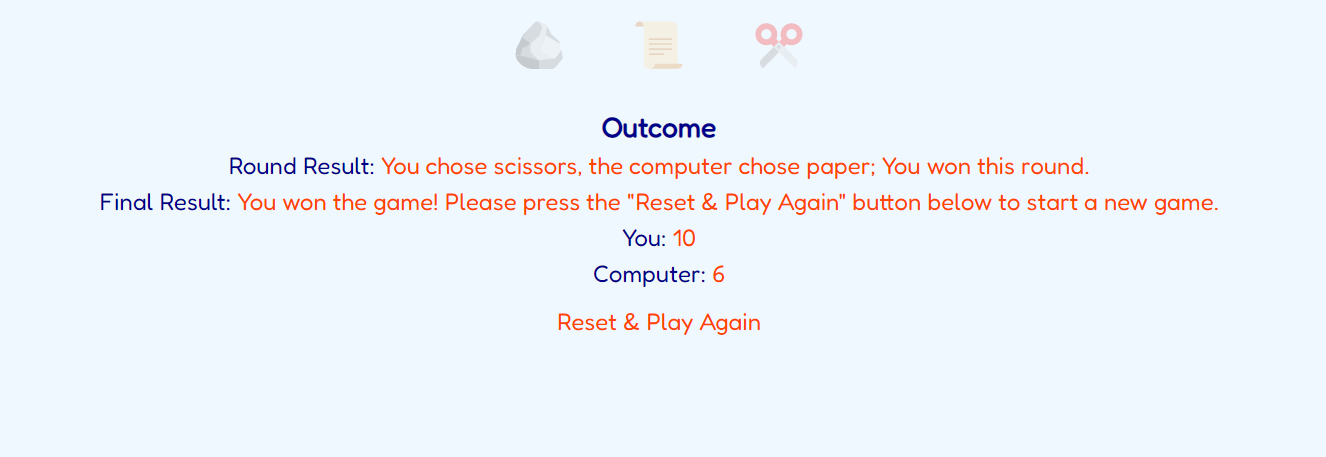 Outcome
Round Result: You chose scissors, the computer chose paper; You won this round.
Final Result: You won the game! Please press the "Reset & Play Again" button below to start a new game.
You: 10
Computer: 6
Reset & Play Again